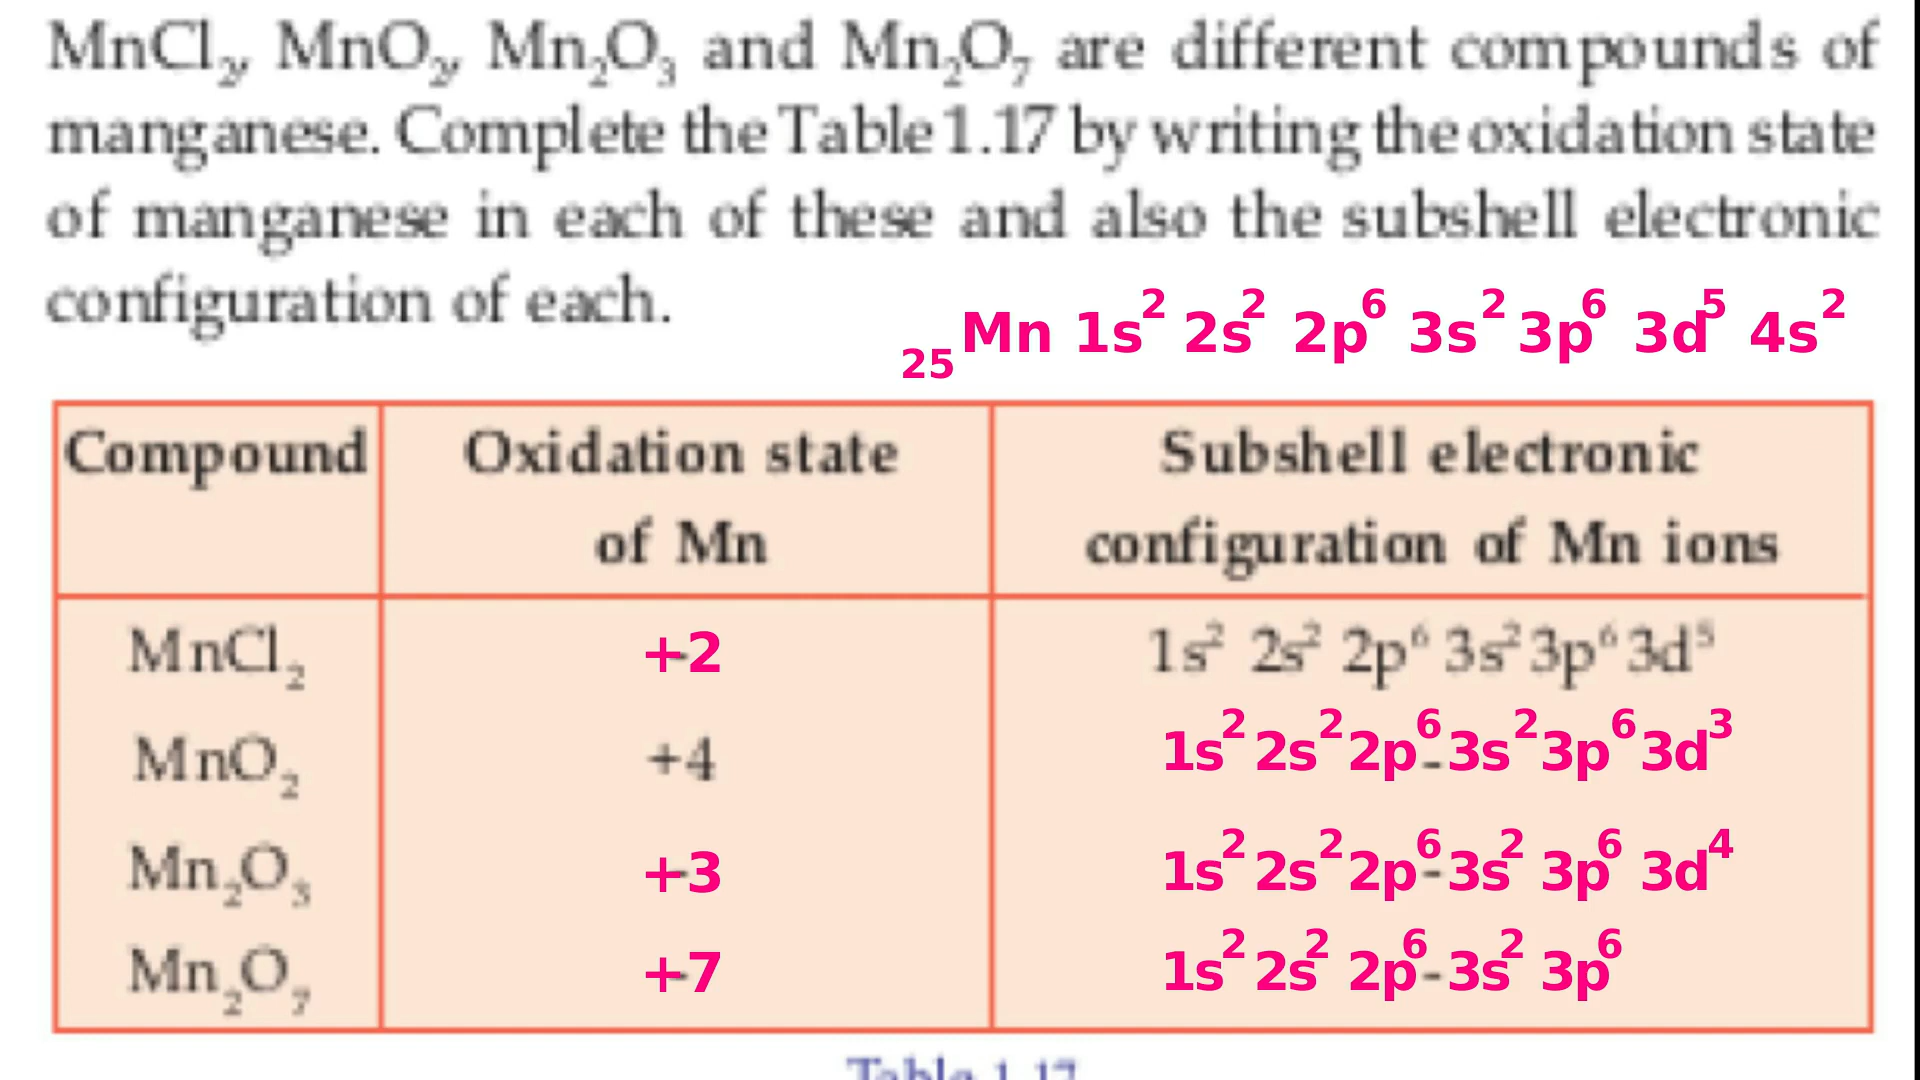 MnCl₂, MnO₂, Mn₂O₃ and Mn₂O₇ are different compounds of
manganese. Complete the Table 1.17 by writing the oxidation state
of manganese in each of these and also the subshell electronic
configuration of each.
₂₅Mn 1s² 2s² 2p⁶ 3s² 3p⁶ 3d⁵ 4s²
Compound Oxidation state Subshell electronic
of Mn configuration of Mn ions
MnCl₂ +2 1s² 2s² 2p⁶ 3s² 3p⁶ 3d⁵
MnO₂ +4 1s² 2s² 2p⁶ 3s² 3p⁶ 3d³
Mn₂O₃ +3 1s² 2s² 2p⁶ 3s² 3p⁶ 3d⁴
Mn₂O₇ +7 1s² 2s² 2p⁶ 3s² 3p⁶
Table 1.17